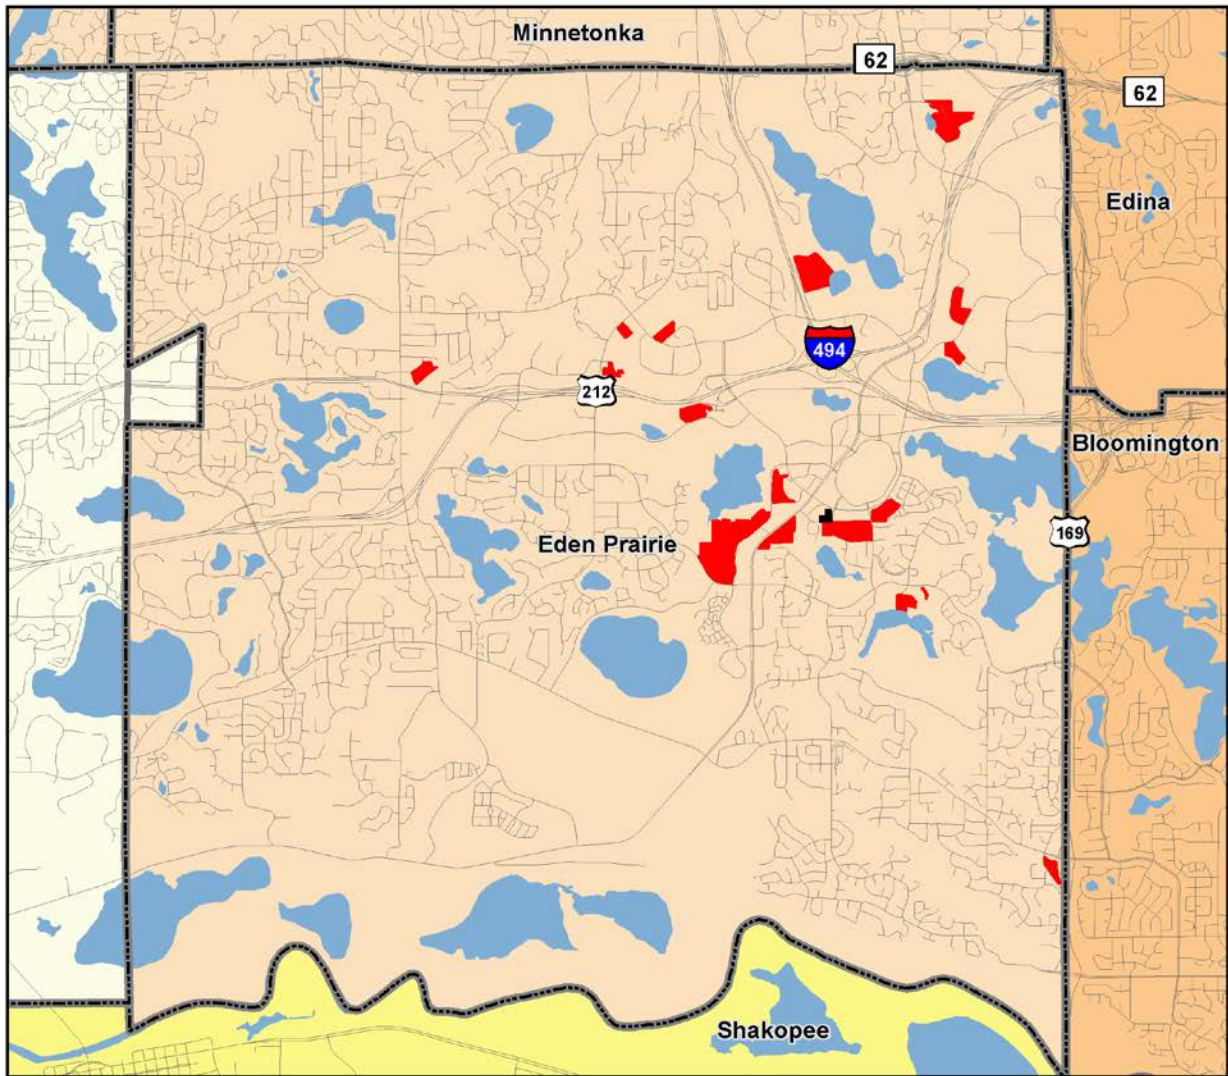 Minnetonka
62
62
Edina
494
212
Bloomington
169
Eden Prairie
Shakopee